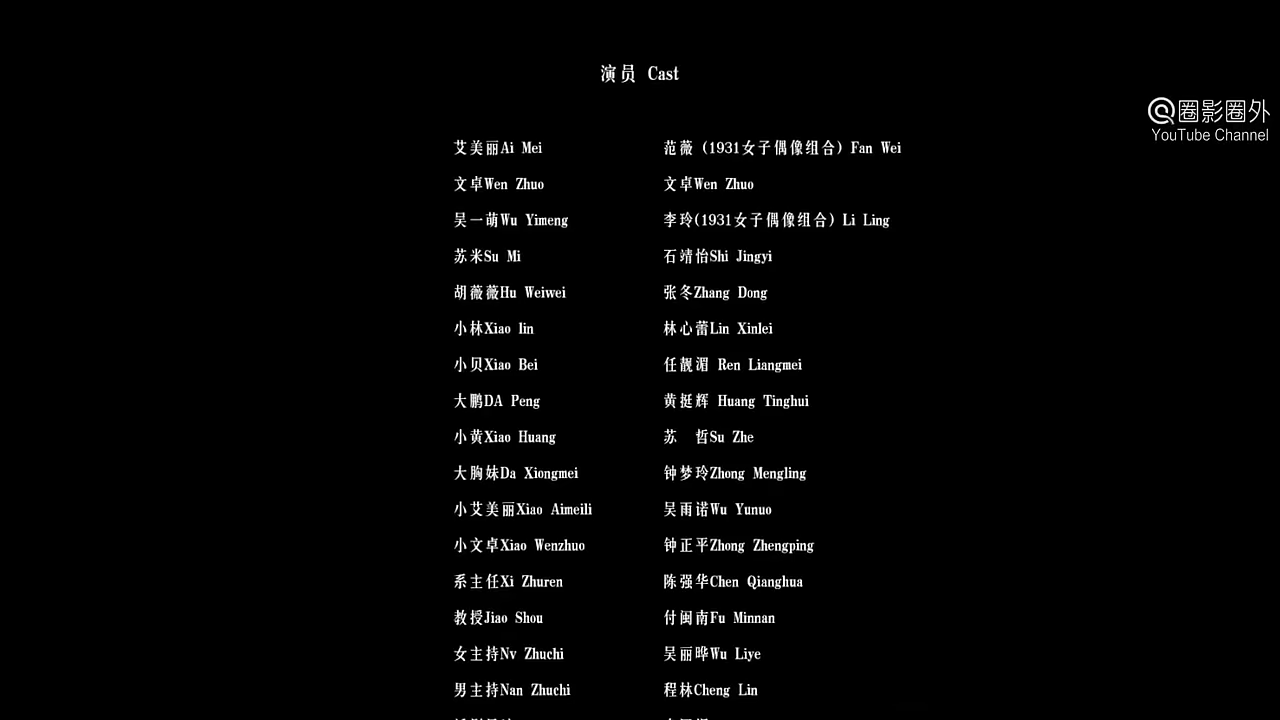 演员 Cast
圈影圈外
YouTube Channel
艾美丽Ai Mei 范薇 (1931女子偶像组合) Fan Wei
文卓Wen Zhuo 文卓Wen Zhuo
吴一萌Wu Yimeng 李玲(1931女子偶像组合) Li Ling
苏米Su Mi 石靖怡Shi Jingyi
胡薇薇Hu Weiwei 张冬Zhang Dong
小林Xiao lin 林心蕾Lin Xinlei
小贝Xiao Bei 任靓湄 Ren Liangmei
大鹏DA Peng 黄挺辉 Huang Tinghui
小黄Xiao Huang 苏 哲Su Zhe
大胸妹Da Xiongmei 钟梦玲Zhong Mengling
小艾美丽Xiao Aimeili 吴雨诺Wu Yunuo
小文卓Xiao Wenzhuo 钟正平Zhong Zhengping
系主任Xi Zhuren 陈强华Chen Qianghua
教授Jiao Shou 付闽南Fu Minnan
女主持Nv Zhuchi 吴丽晔Wu Liye
男主持Nan Zhuchi 程林Cheng Lin